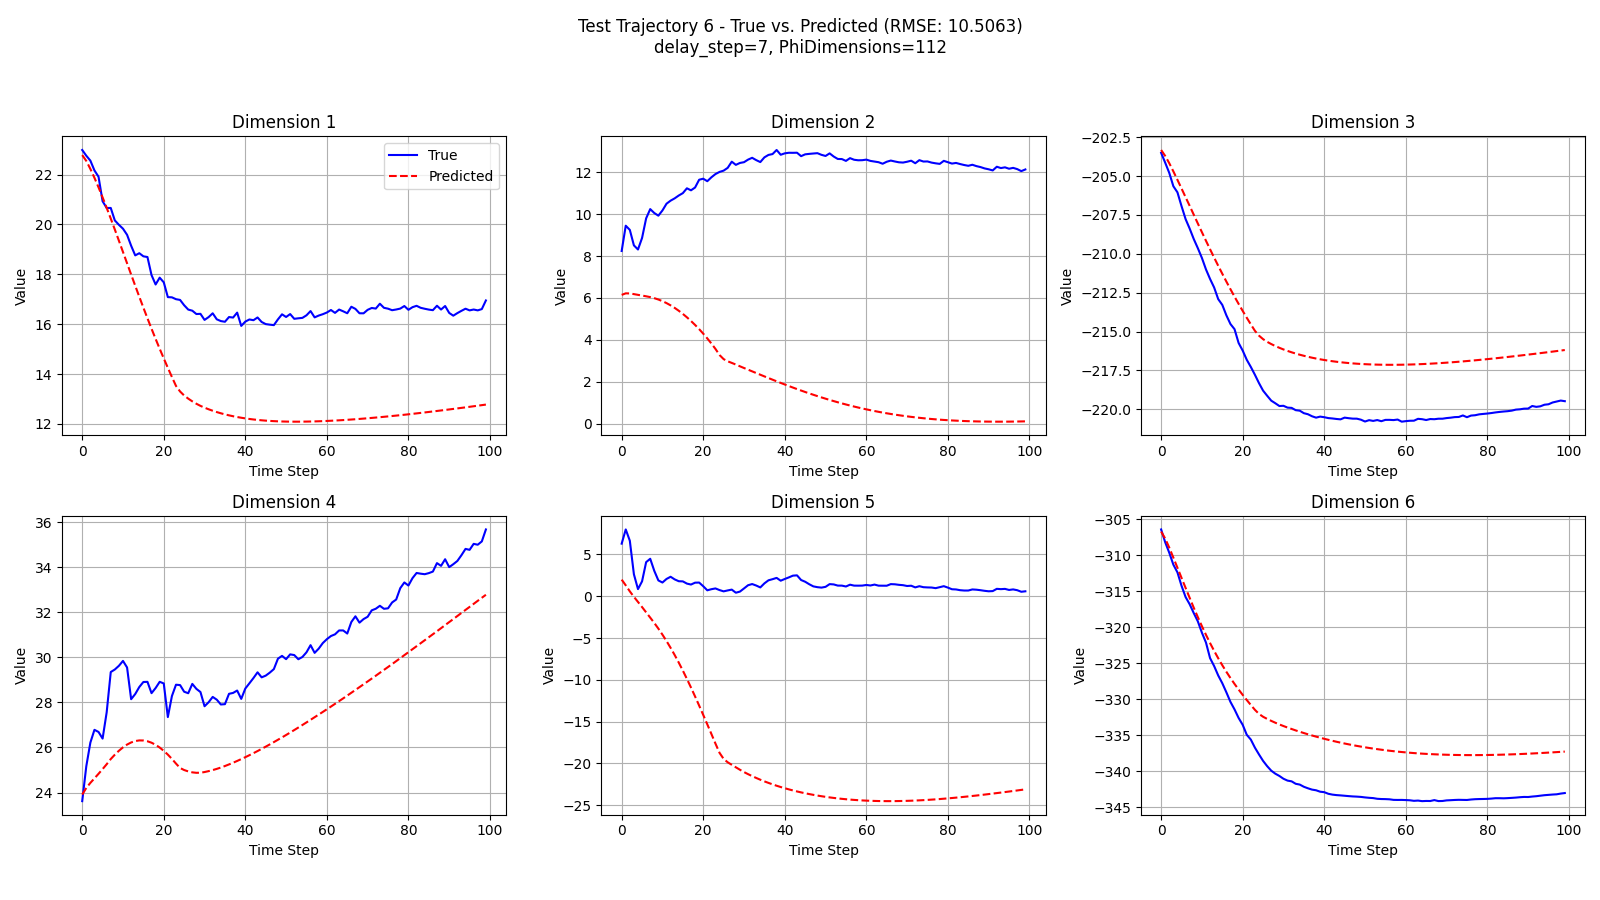 Test Trajectory 6 - True vs. Predicted (RMSE: 10.5063)
delay_step=7, PhiDimensions=112
Dimension 1
True
Predicted
Value
22
20
18
16
14
12
0 20 40 60 80 100
Time Step
Dimension 2
Value
12
10
8
6
4
2
0
0 20 40 60 80 100
Time Step
Dimension 3
Value
−202.5
−205.0
−207.5
−210.0
−212.5
−215.0
−217.5
−220.0
0 20 40 60 80 100
Time Step
Dimension 4
Value
36
34
32
30
28
26
24
0 20 40 60 80 100
Time Step
Dimension 5
Value
5
0
−5
−10
−15
−20
−25
0 20 40 60 80 100
Time Step
Dimension 6
Value
−305
−310
−315
−320
−325
−330
−335
−340
−345
0 20 40 60 80 100
Time Step